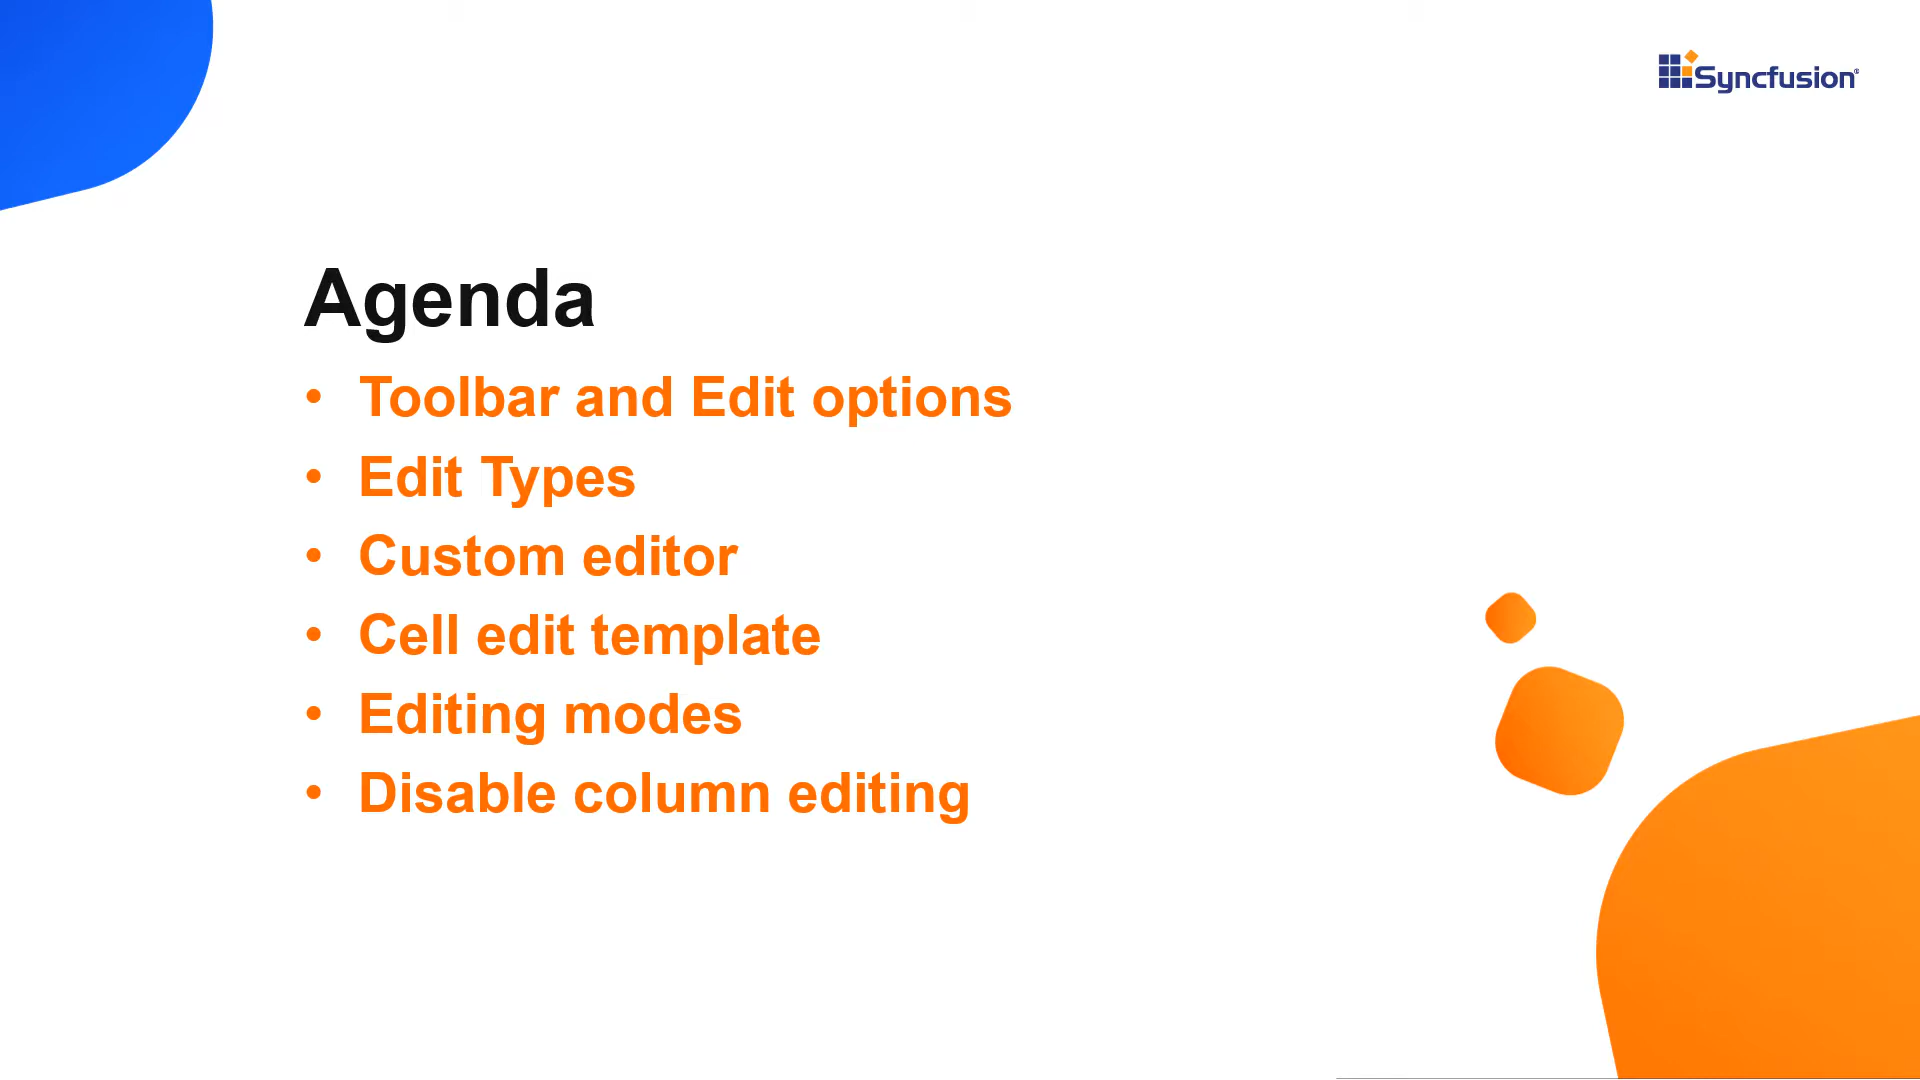 Syncfusion®
Agenda
• Toolbar and Edit options
• Edit Types
• Custom editor
• Cell edit template
• Editing modes
• Disable column editing